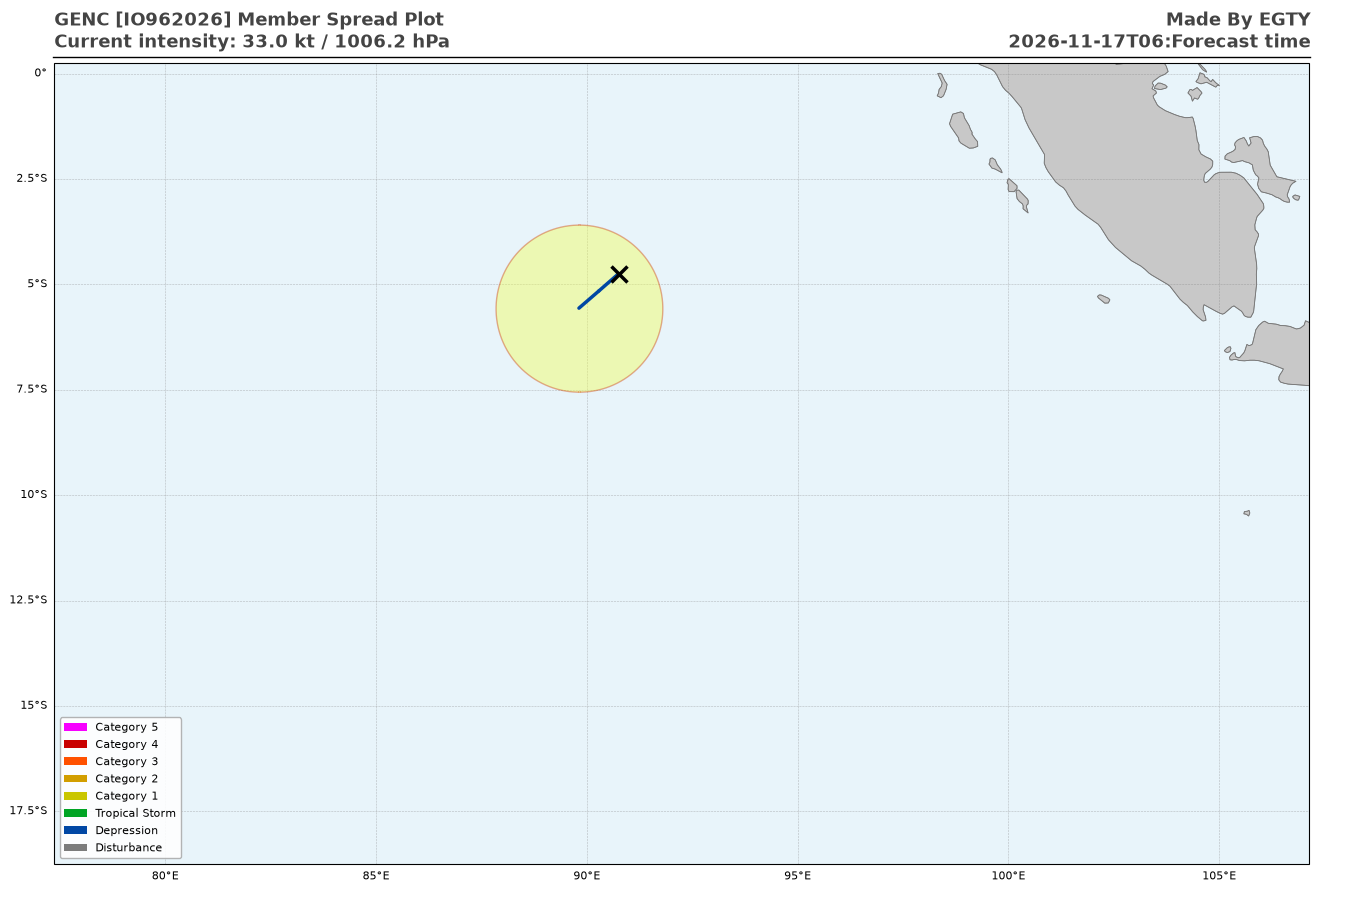 GENC [IO962026] Member Spread Plot
Made By EGTY
Current intensity: 33.0 kt / 1006.2 hPa
2026-11-17T06:Forecast time
0°
2.5°S
5°S
7.5°S
10°S
12.5°S
15°S
17.5°S
Category 5
Category 4
Category 3
Category 2
Category 1
Tropical Storm
Depression
Disturbance
80°E
85°E
90°E
95°E
100°E
105°E